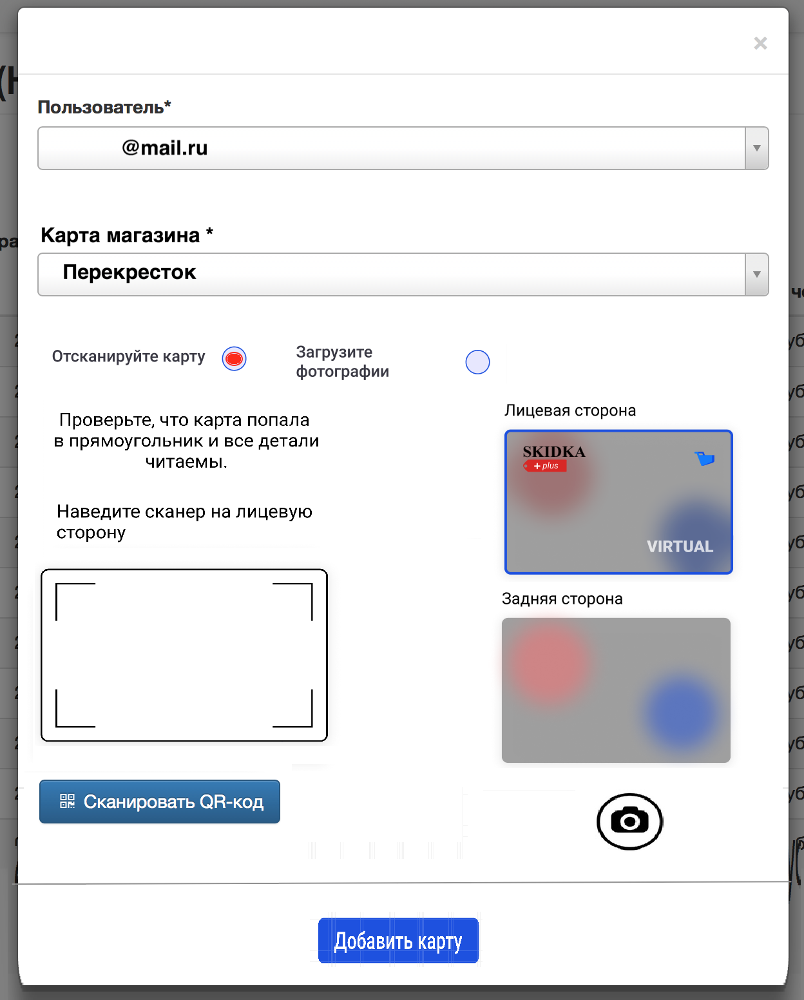 ×
Пользователь*
@mail.ru
Карта магазина *
Перекресток
Отсканируйте карту
Загрузите
фотографии
Проверьте, что карта попала
в прямоугольник и все детали
читаемы.
Наведите сканер на лицевую
сторону
Лицевая сторона
SKIDKA
+ plus
VIRTUAL
Задняя сторона
Сканировать QR-код
Добавить карту